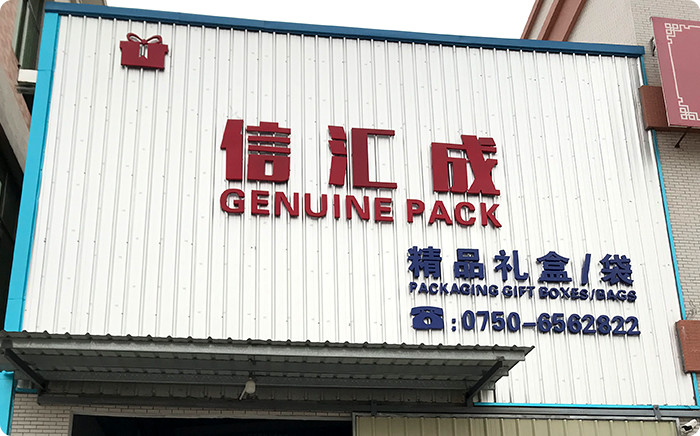 信汇成
GENUINE PACK
精品礼盒/袋
PACKAGING GIFT BOXES/BAGS
☎:0750-6562822